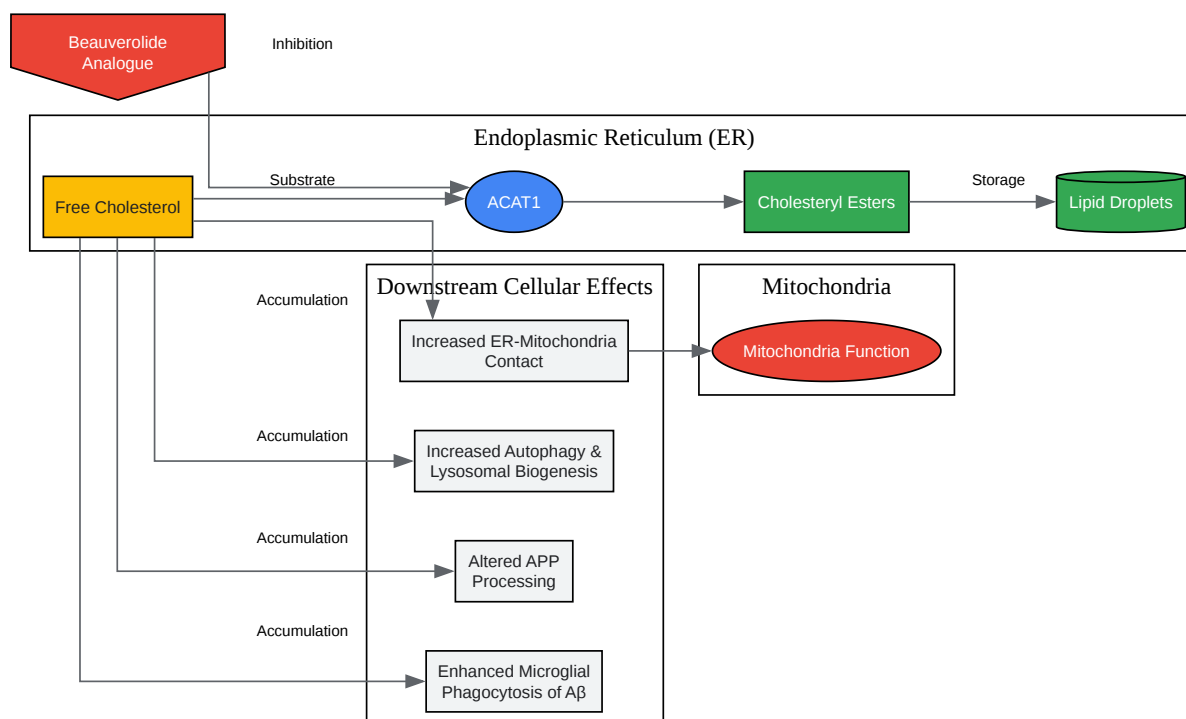 Beauverolide
Analogue
Inhibition
Endoplasmic Reticulum (ER)
Free Cholesterol
Substrate
ACAT1
Cholesteryl Esters
Storage
Lipid Droplets
Downstream Cellular Effects
Mitochondria
Accumulation
Increased ER-Mitochondria
Contact
Mitochondria Function
Accumulation
Increased Autophagy &
Lysosomal Biogenesis
Accumulation
Altered APP
Processing
Accumulation
Enhanced Microglial
Phagocytosis of Aβ